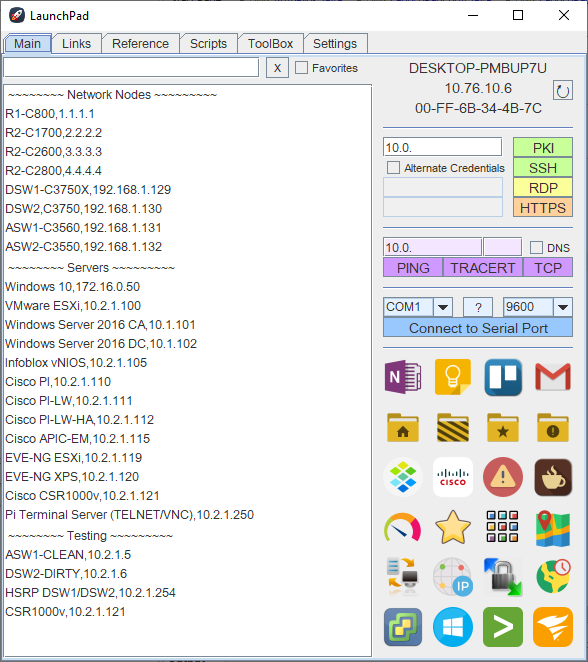 LaunchPad
Main Links Reference Scripts ToolBox Settings
X Favorites
~~~~~~~~ Network Nodes ~~~~~~~~~
R1-C800,1.1.1.1
R2-C1700,2.2.2.2
R2-C2600,3.3.3.3
R2-C2800,4.4.4.4
DSW1-C3750X,192.168.1.129
DSW2,C3750,192.168.1.130
ASW1-C3560,192.168.1.131
ASW2-C3550,192.168.1.132
~~~~~~~~ Servers ~~~~~~~~~
Windows 10,172.16.0.50
VMware ESXi,10.2.1.100
Windows Server 2016 CA,10.1.101
Windows Server 2016 DC,10.1.102
Infoblox vNIOS,10.2.1.105
Cisco PI,10.2.1.110
Cisco PI-LW,10.2.1.111
Cisco PI-LW-HA,10.2.1.112
Cisco APIC-EM,10.2.1.115
EVE-NG ESXi,10.2.1.119
EVE-NG XPS,10.2.1.120
Cisco CSR1000v,10.2.1.121
Pi Terminal Server (TELNET/VNC),10.2.1.250
~~~~~~~~ Testing ~~~~~~~~~
ASW1-CLEAN,10.2.1.5
DSW2-DIRTY,10.2.1.6
HSRP DSW1/DSW2,10.2.1.254
CSR1000v,10.2.1.121
DESKTOP-PMBUP7U
10.76.10.6
00-FF-6B-34-4B-7C
10.0. PKI
Alternate Credentials SSH
RDP
HTTPS
10.0. DNS
PING TRACERT TCP
COM1 ? 9600
Connect to Serial Port
N
CISCO
IP